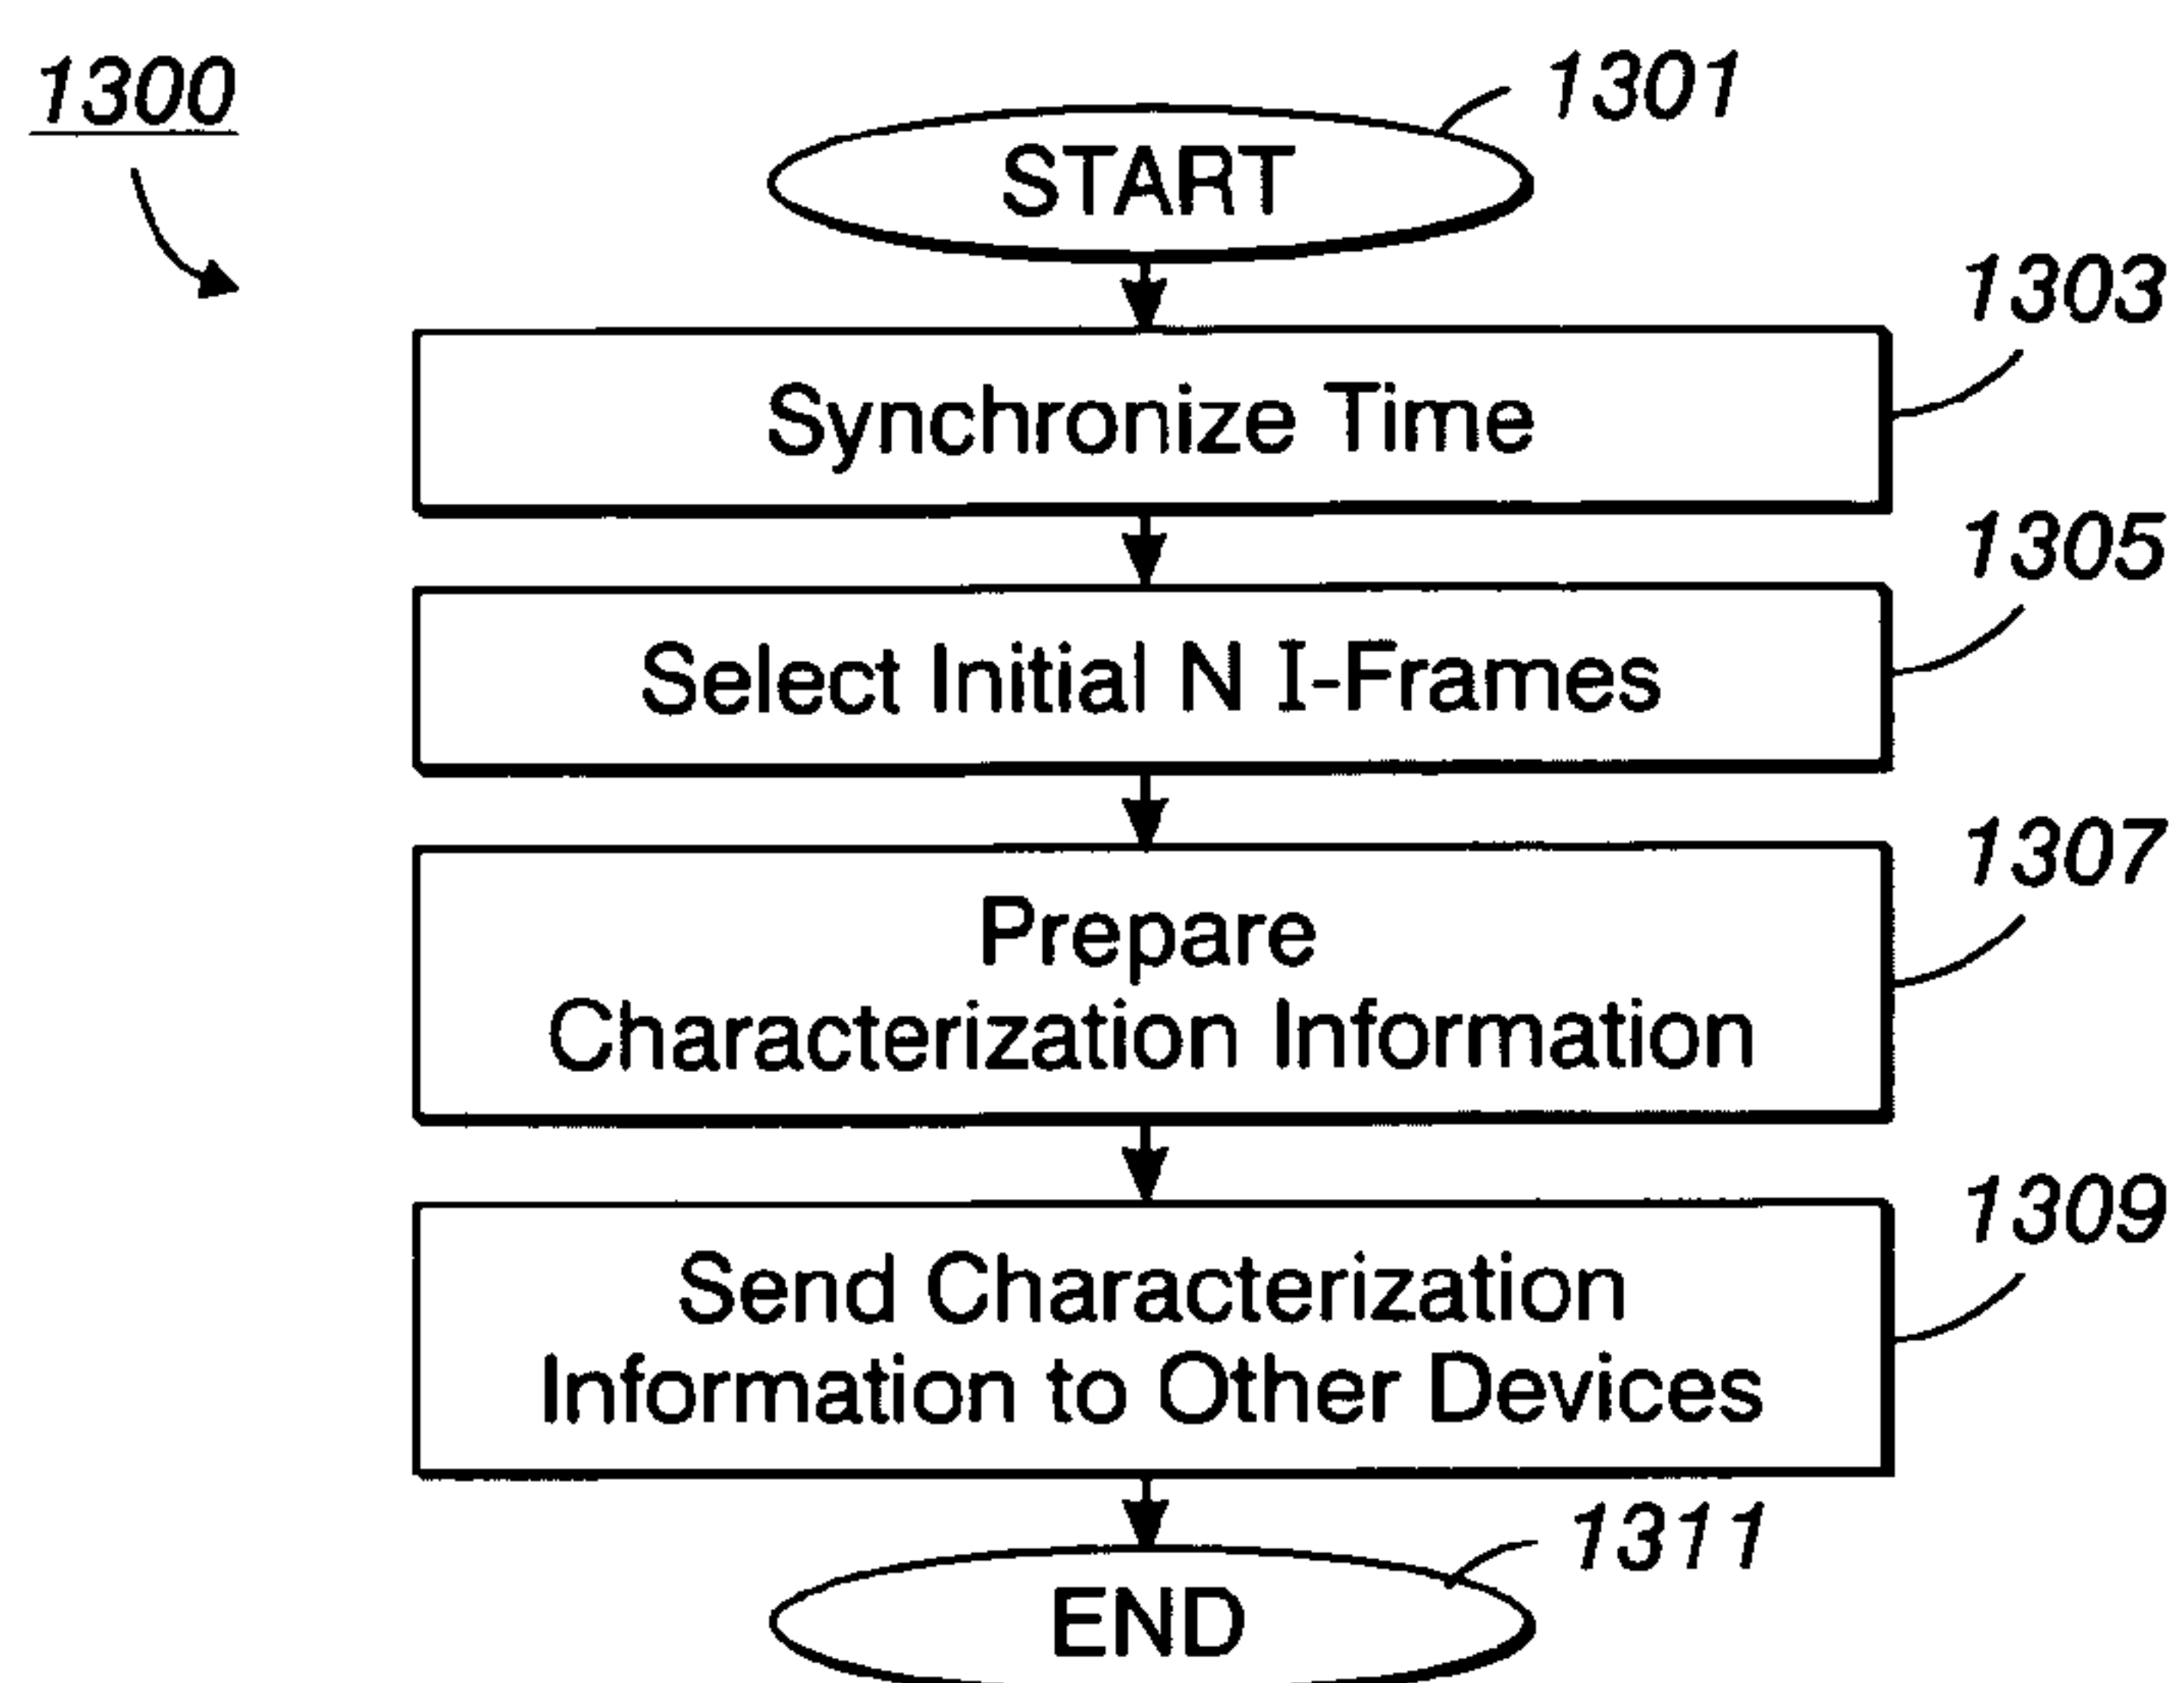 1300
1301
START
1303
Synchronize Time
1305
Select Initial N I-Frames
1307
Prepare
Characterization Information
1309
Send Characterization
Information to Other Devices
1311
END